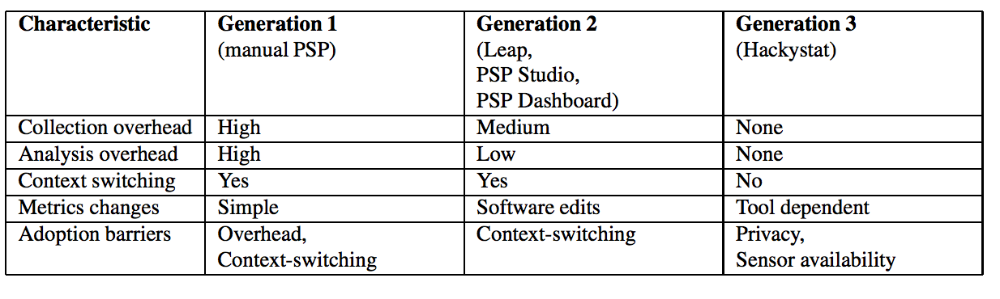 Characteristic Generation 1 Generation 2 Generation 3
(manual PSP) (Leap, (Hackystat)
PSP Studio,
PSP Dashboard)
Collection overhead High Medium None
Analysis overhead High Low None
Context switching Yes Yes No
Metrics changes Simple Software edits Tool dependent
Adoption barriers Overhead, Context-switching Privacy,
Context-switching Sensor availability